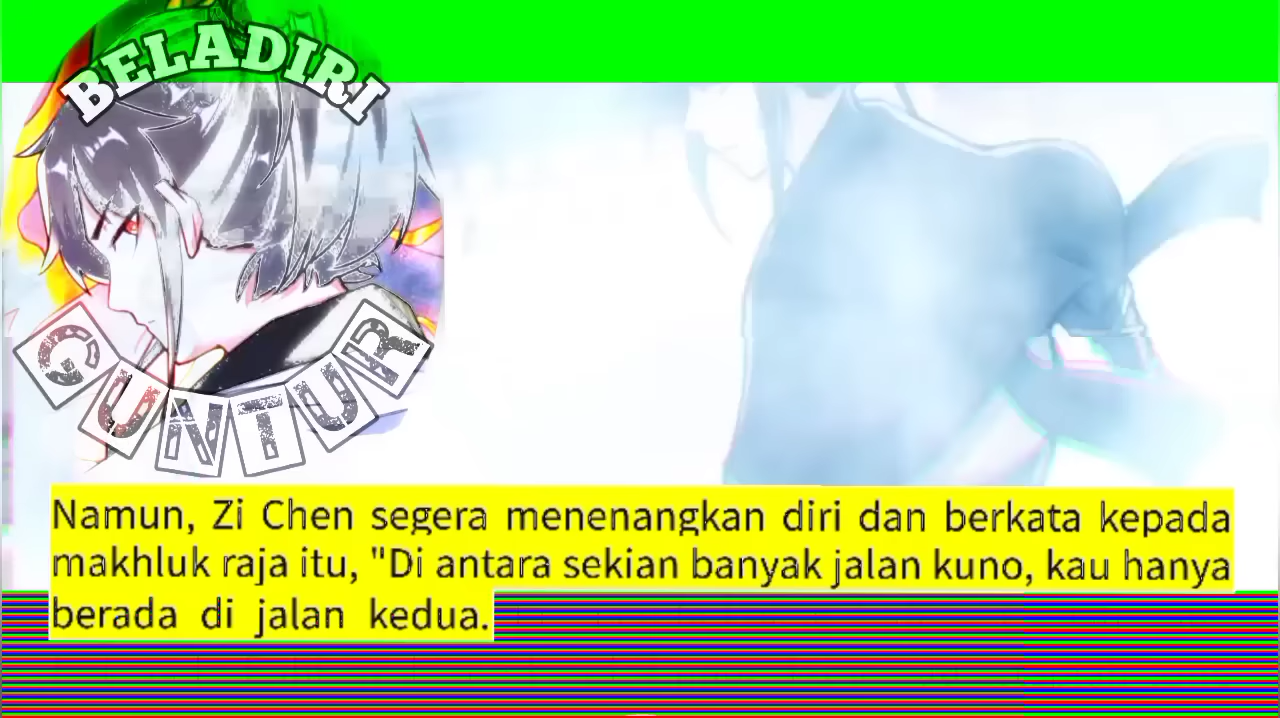 BELADIRI
GUNTUR
Namun, Zi Chen segera menenangkan diri dan berkata kepada
makhluk raja itu, "Di antara sekian banyak jalan kuno, kau hanya
berada di jalan kedua.